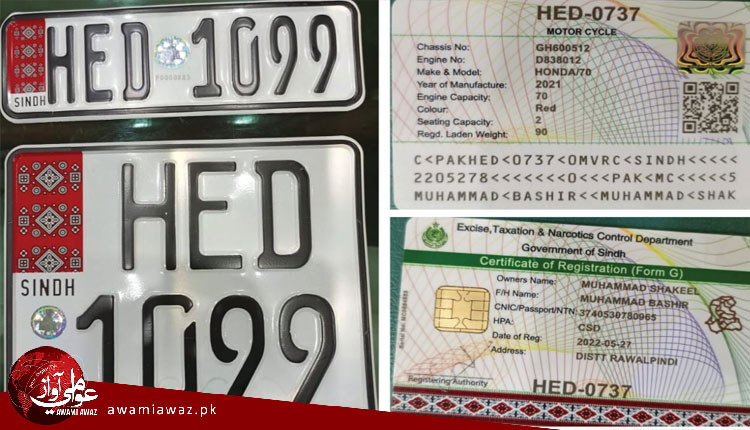 HED 1099
SINDH
HED
SINDH
1099
HED-0737
MOTOR CYCLE
Chassis No: GH600512
Engine No: D838012
Make & Model: HONDA/70
Year of Manufacture: 2021
Engine Capacity: 70
Colour: Red
Seating Capacity: 2
Regd. Laden Weight: 90
C<PAKHED<0737<0MVRC<SINDH<<<<<
2205278<<<<<<<0<<PAK<MC<<<<<5
MUHAMMAD<BASHIR<<MUHAMMAD<SHAK
Excise,Taxation & Narcotics Control Department
Government of Sindh
Certificate of Registration (Form G)
Owners Name: MUHAMMAD SHAKEEL
F/H Name: MUHAMMAD BASHIR
CNIC/Passport/NTN: 3740530780965
HPA: CSD
Date of Reg: 2022-05-27
Address: DISTT RAWALPINDI
Registering Authority
HED-0737
عوامی آواز
AWAMI AWAZ
awamiawaz.pk